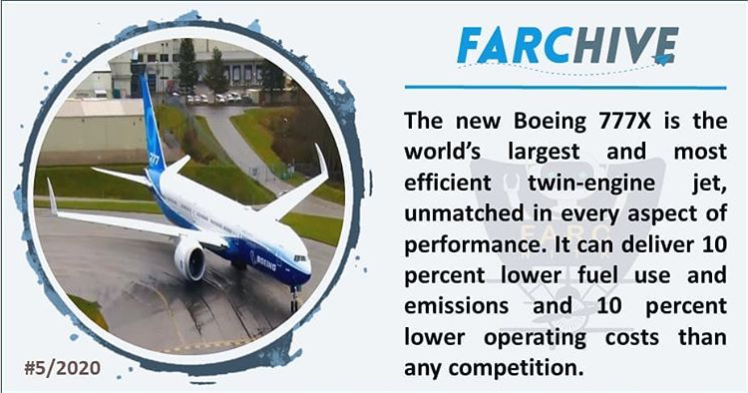 FARCHIVE
The new Boeing 777X is the
world's largest and most
efficient twin-engine jet,
unmatched in every aspect of
performance. It can deliver 10
percent lower fuel use and
emissions and 10 percent
lower operating costs than
any competition.
FARC
777
BOEING
#5/2020